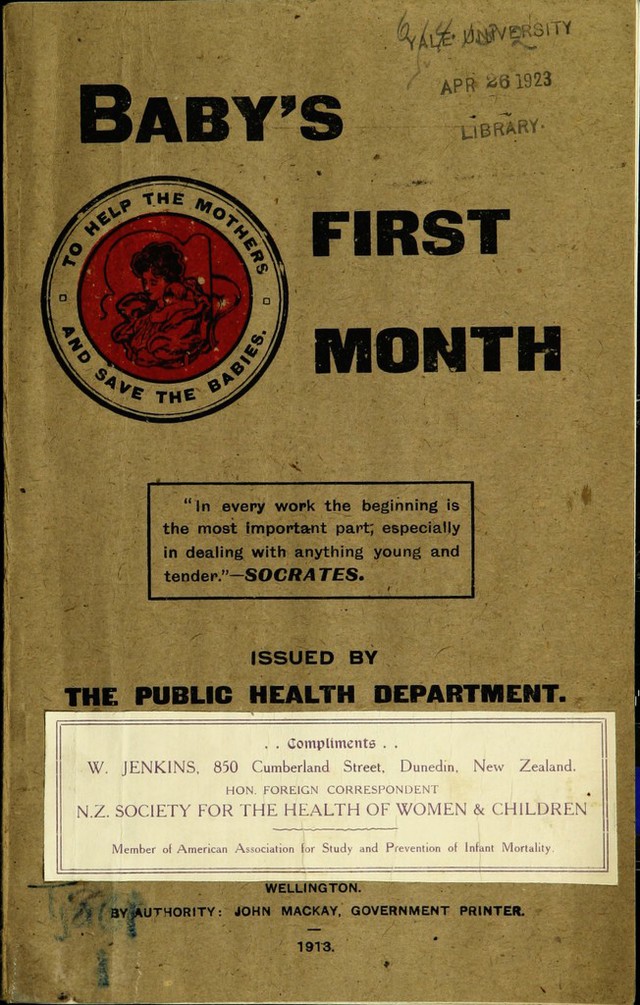 YALE UNIVERSITY
APR 26 1923
LIBRARY.
BABY'S
FIRST
MONTH
TO HELP THE MOTHERS
AND SAVE THE BABIES.
"In every work the beginning is
the most important part, especially
in dealing with anything young and
tender."—SOCRATES.
ISSUED BY
THE PUBLIC HEALTH DEPARTMENT.
. . Compliments . .
W. JENKINS, 850 Cumberland Street, Dunedin, New Zealand.
HON. FOREIGN CORRESPONDENT
N.Z. SOCIETY FOR THE HEALTH OF WOMEN & CHILDREN
Member of American Association for Study and Prevention of Infant Mortality.
WELLINGTON.
BY AUTHORITY: JOHN MACKAY, GOVERNMENT PRINTER.
1913.